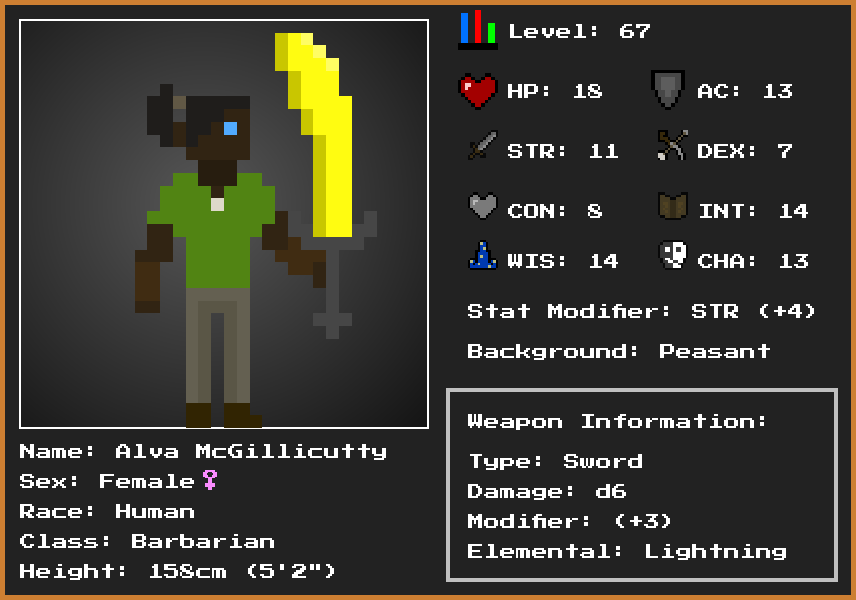 Level: 67
HP: 18 AC: 13
STR: 11 DEX: 7
CON: 8 INT: 14
WIS: 14 CHA: 13
Stat Modifier: STR (+4)
Background: Peasant
Weapon Information:
Type: Sword
Damage: d6
Modifier: (+3)
Elemental: Lightning
Name: Alva McGillicutty
Sex: Female♀
Race: Human
Class: Barbarian
Height: 158cm (5'2")